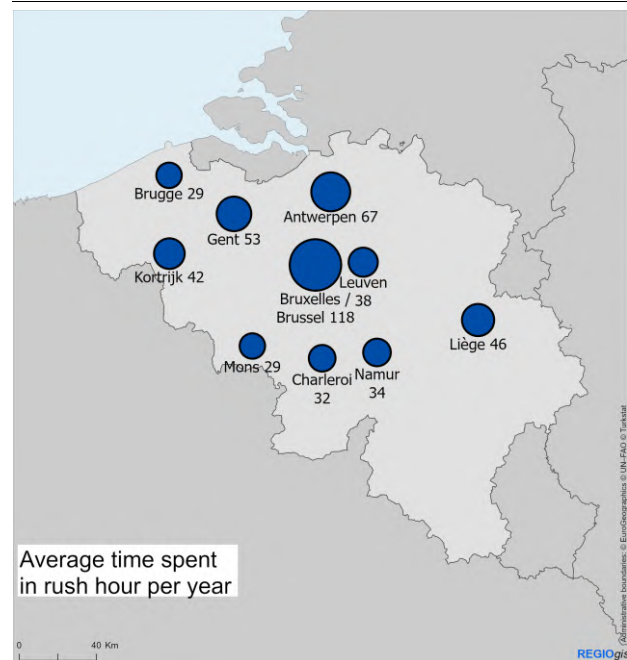 Brugge 29
Antwerpen 67
Gent 53
Kortrijk 42
Leuven
38
Bruxelles /
Brussel 118
Liège 46
Mons 29
Charleroi
32
Namur
34
Average time spent
in rush hour per year
0 40 Km
REGIOgis
Administrative boundaries: © EuroGeographics © UN-FAO © Turkstat